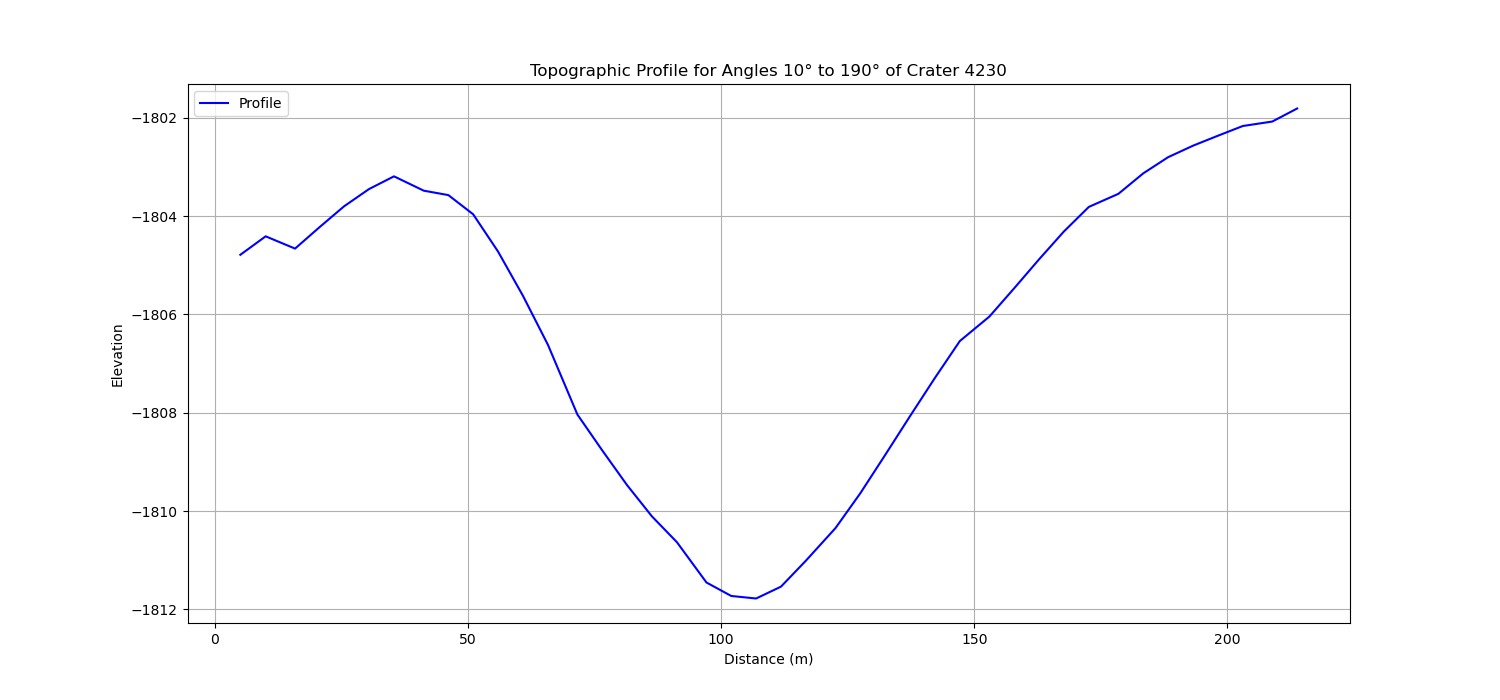 Topographic Profile for Angles 10° to 190° of Crater 4230
Profile
−1802
−1804
−1806
−1808
−1810
−1812
Elevation
0
50
100
150
200
Distance (m)